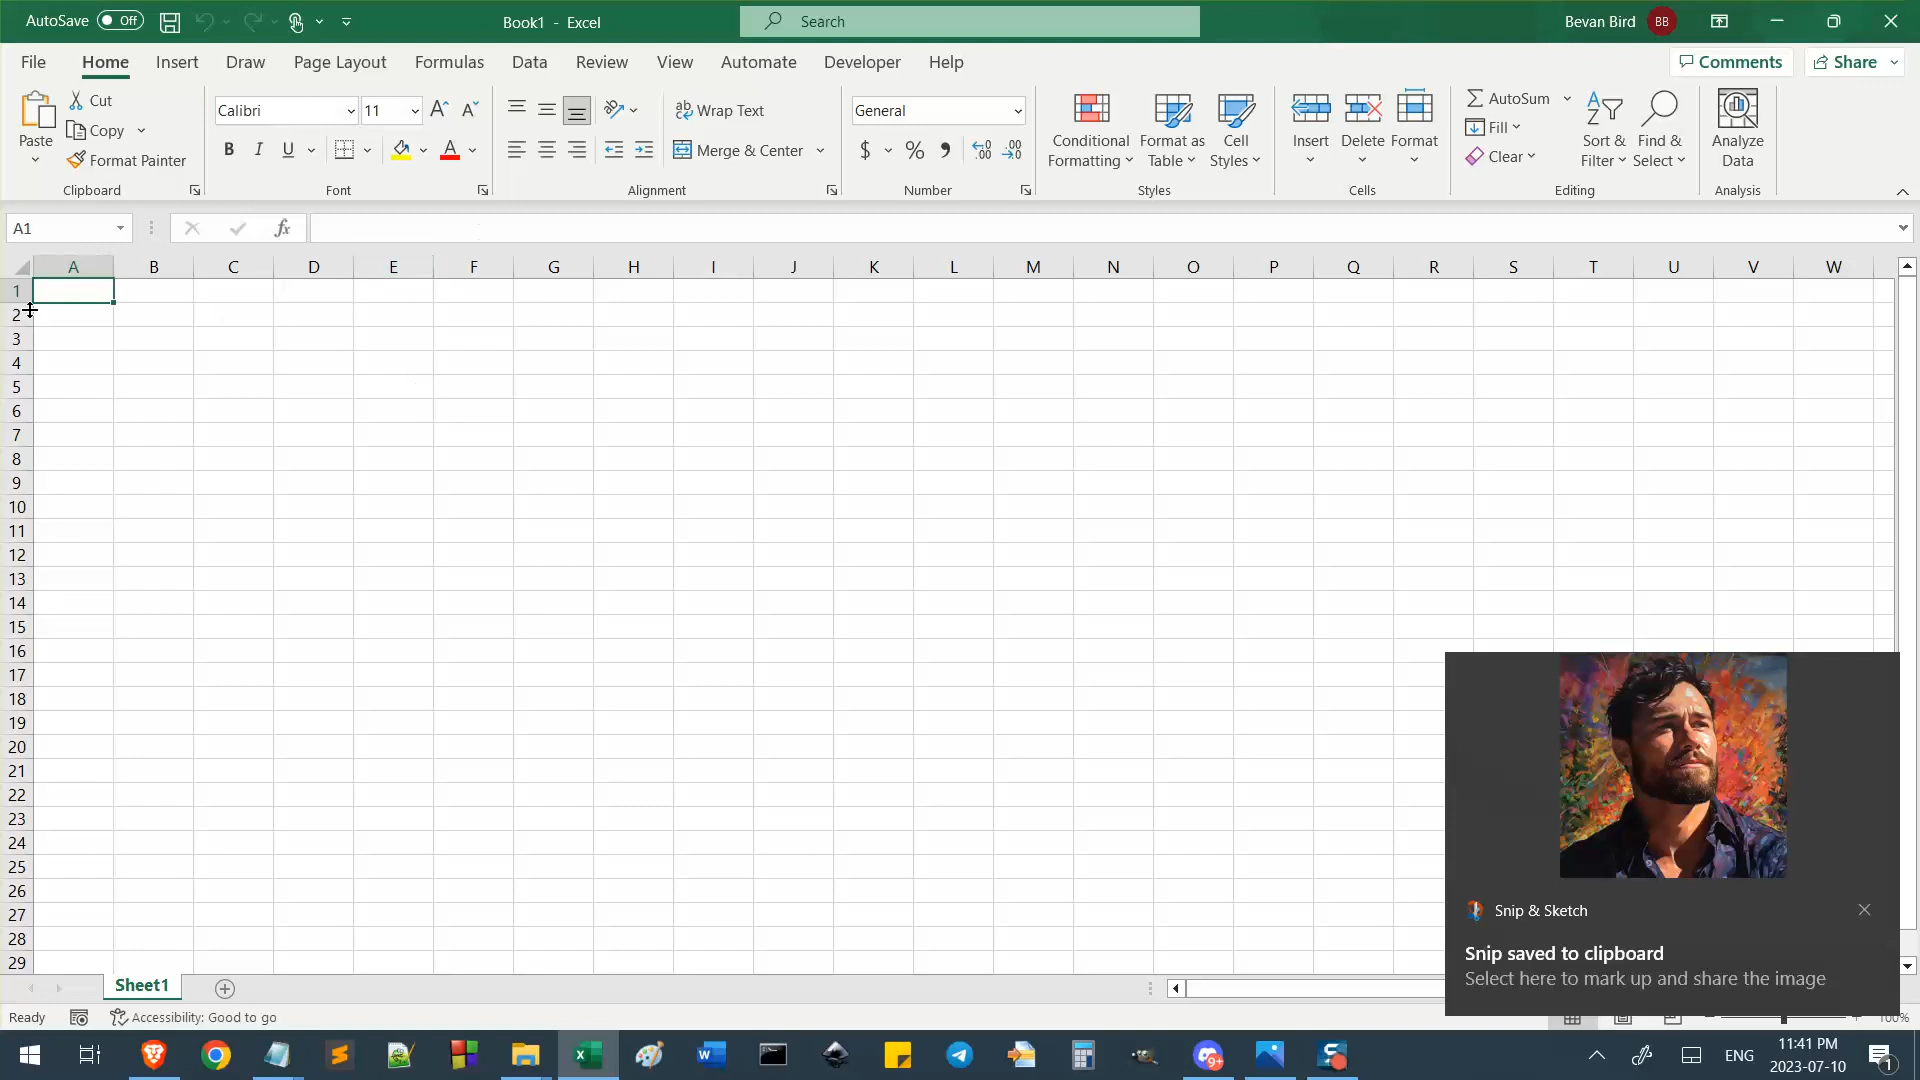 AutoSave Off Book1 - Excel Search Bevan Bird BB
File Home Insert Draw Page Layout Formulas Data Review View Automate Developer Help Comments Share
Paste
Cut
Copy
Format Painter
Clipboard
Calibri 11
B I U A
Font
ab Wrap Text
Merge & Center
Alignment
General
$ % 9 .00 .00
Number
Conditional Formatting
Format as Table
Cell Styles
Styles
Insert Delete Format
Cells
AutoSum
Fill
Clear
Sort & Filter
Find & Select
Editing
Analyze Data
Analysis
A1 fx
A B C D E F G H I J K L M N O P Q R S T U V W
1
2
3
4
5
6
7
8
9
10
11
12
13
14
15
16
17
18
19
20
21
22
23
24
25
26
27
28
29
Snip & Sketch
Snip saved to clipboard
Select here to mark up and share the image
Sheet1
Ready Accessibility: Good to go 100%
ENG 11:41 PM
2023-07-10 1